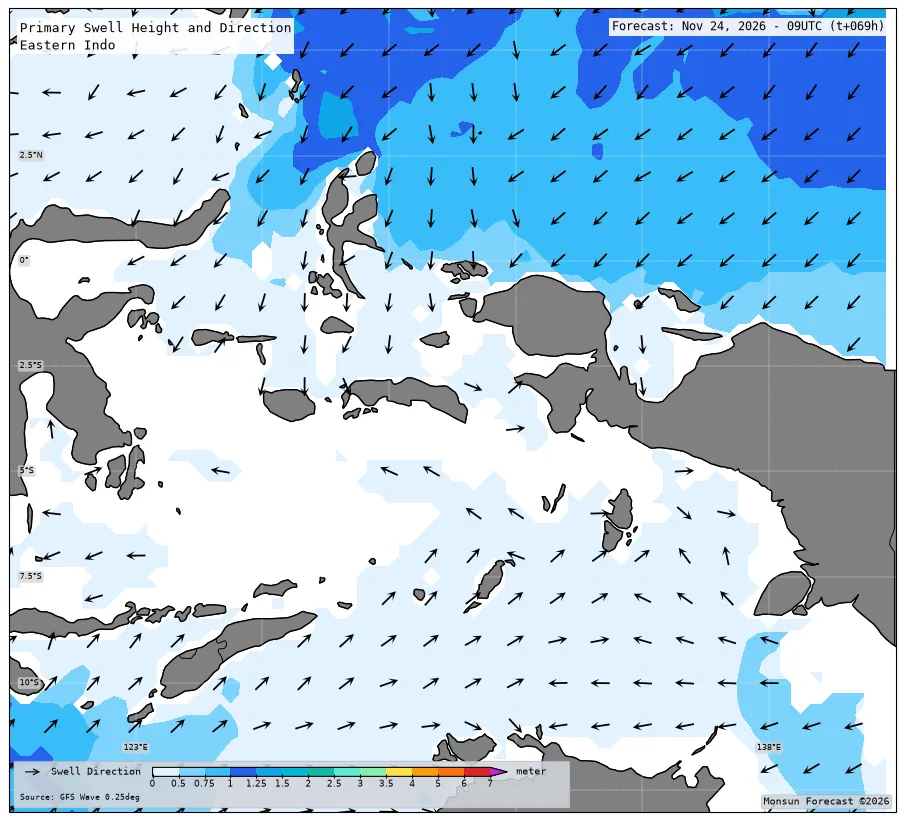 Primary Swell Height and Direction
Eastern Indo
Forecast: Nov 24, 2026 - 09UTC (t+069h)
2.5°N
0°
2.5°S
5°S
7.5°S
10°S
123°E
138°E
Swell Direction
meter
0 0.5 0.75 1 1.25 1.5 2 2.5 3 3.5 4 5 6 7
Source: GFS Wave 0.25deg
Monsun Forecast ©2026